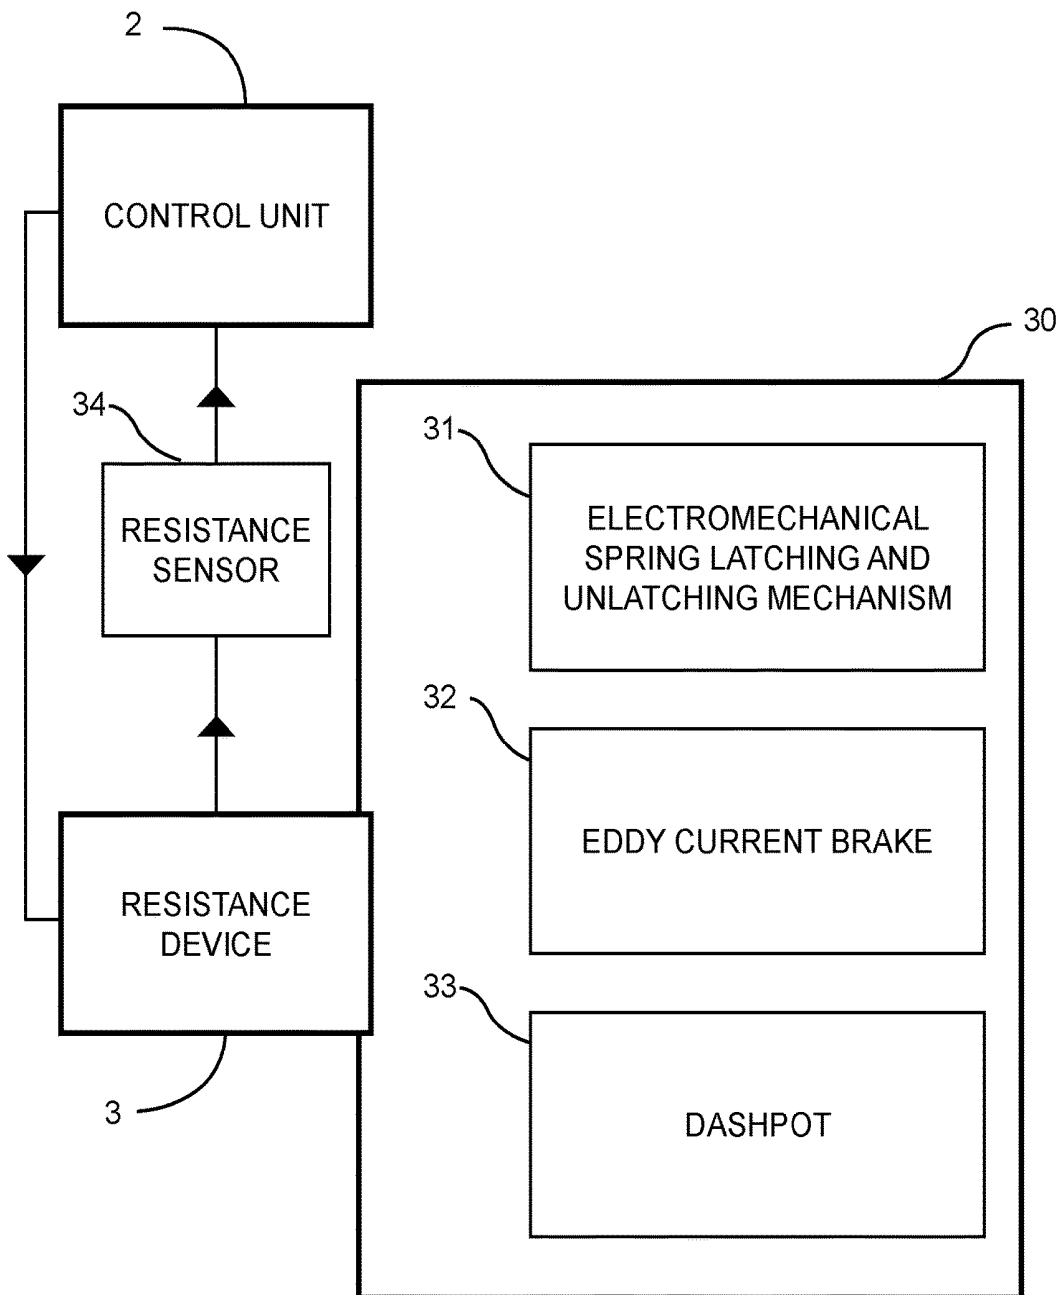 2
CONTROL UNIT
30
34
RESISTANCE
SENSOR
31
ELECTROMECHANICAL
SPRING LATCHING AND
UNLATCHING MECHANISM
32
EDDY CURRENT BRAKE
RESISTANCE
DEVICE
3
33
DASHPOT